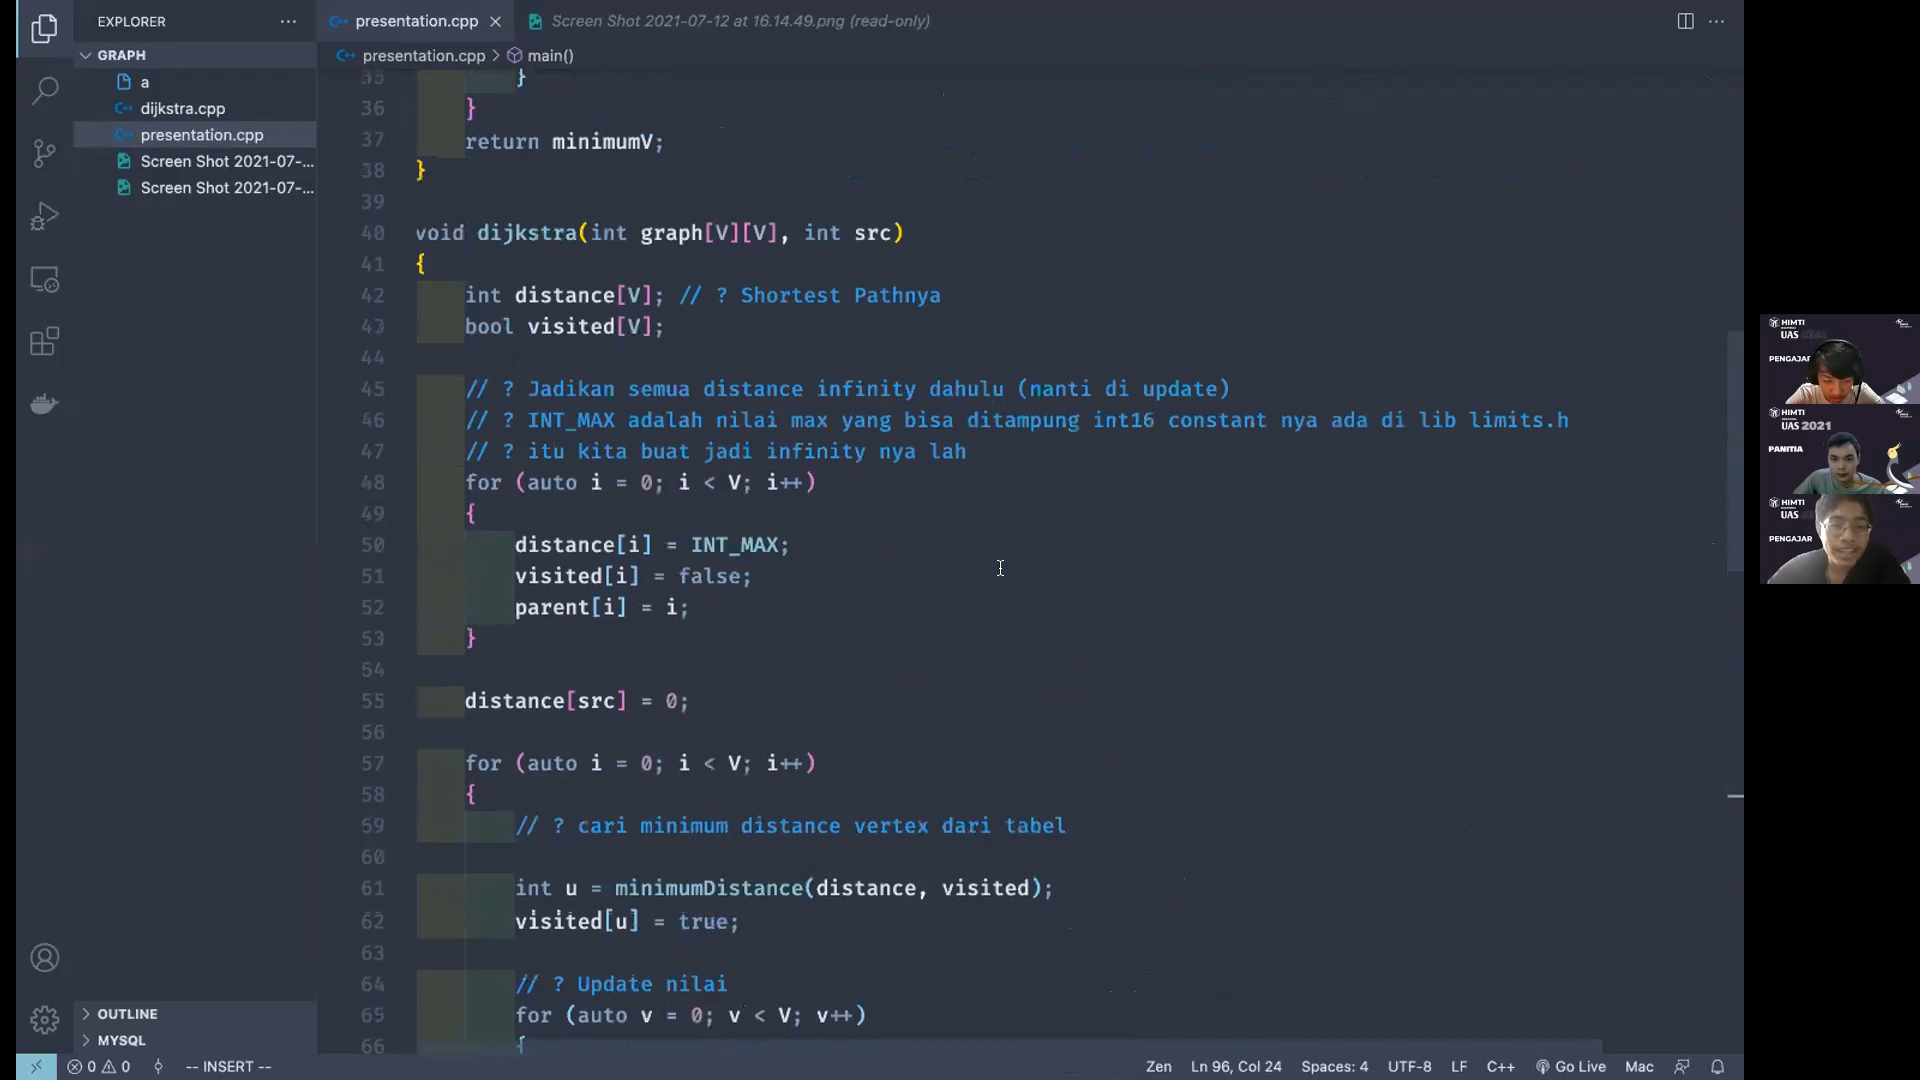 EXPLORER
GRAPH
a
dijkstra.cpp
presentation.cpp
Screen Shot 2021-07-...
Screen Shot 2021-07-...
OUTLINE
MYSQL
presentation.cpp
Screen Shot 2021-07-12 at 16.14.49.png (read-only)
presentation.cpp > main()
35 }
36 }
37 return minimumV;
38 }
39
40 void dijkstra(int graph[V][V], int src)
41 {
42 int distance[V]; // ? Shortest Pathnya
43 bool visited[V];
44
45 // ? Jadikan semua distance infinity dahulu (nanti di update)
46 // ? INT_MAX adalah nilai max yang bisa ditampung int16 constant nya ada di lib limits.h
47 // ? itu kita buat jadi infinity nya lah
48 for (auto i = 0; i < V; i++)
49 {
50 distance[i] = INT_MAX;
51 visited[i] = false;
52 parent[i] = i;
53 }
54
55 distance[src] = 0;
56
57 for (auto i = 0; i < V; i++)
58 {
59 // ? cari minimum distance vertex dari tabel
60
61 int u = minimumDistance(distance, visited);
62 visited[u] = true;
63
64 // ? Update nilai
65 for (auto v = 0; v < V; v++)
66 {
HIMTI
UAS
PENGAJAR
HIMTI
UAS 2021
PANITIA
HIMTI
UAS
PENGAJAR
0 0 -- INSERT -- Zen Ln 96, Col 24 Spaces: 4 UTF-8 LF C++ Go Live Mac